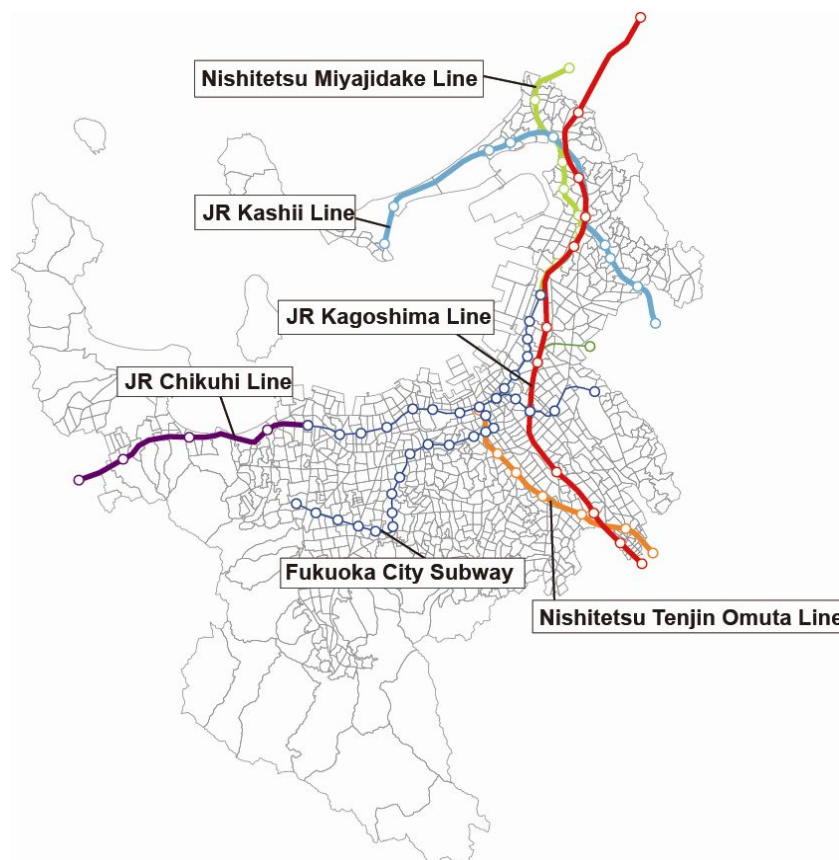 Nishitetsu Miyajidake Line
JR Kashii Line
JR Kagoshima Line
JR Chikuhi Line
Fukuoka City Subway
Nishitetsu Tenjin Omuta Line